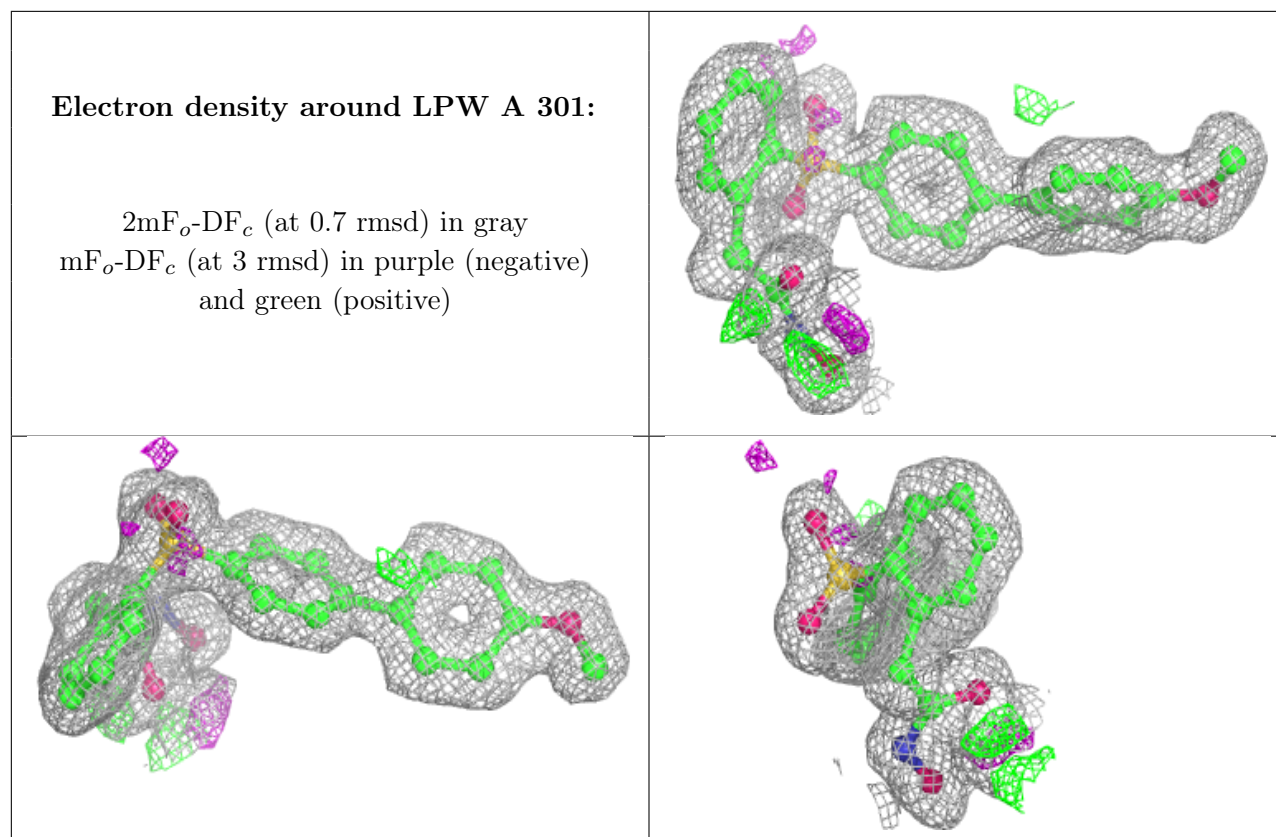 Electron density around LPW A 301:
2mFₒ-DF𝒸 (at 0.7 rmsd) in gray
mFₒ-DF𝒸 (at 3 rmsd) in purple (negative)
and green (positive)